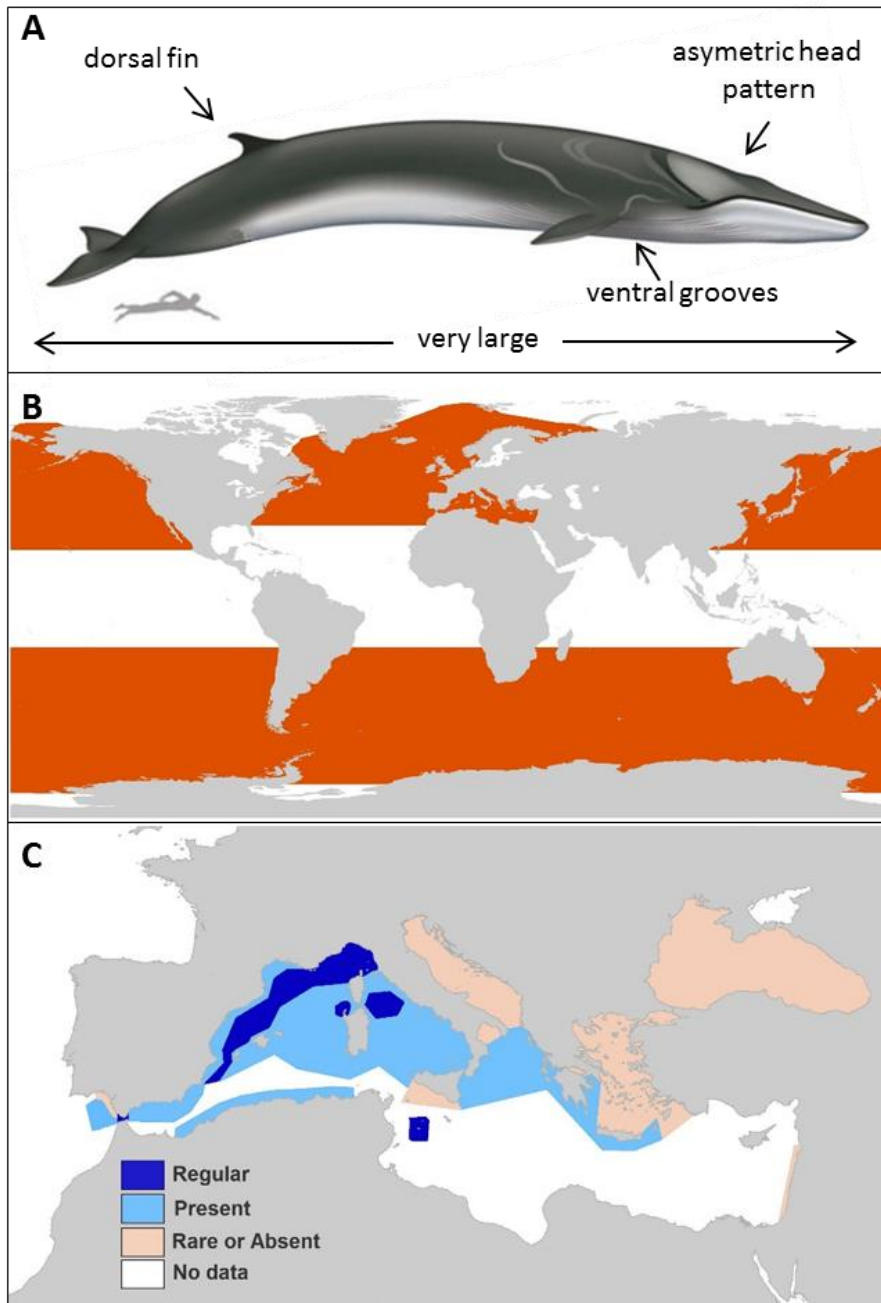 A
dorsal fin
asymetric head
pattern
ventral grooves
very large
B
C
Regular
Present
Rare or Absent
No data